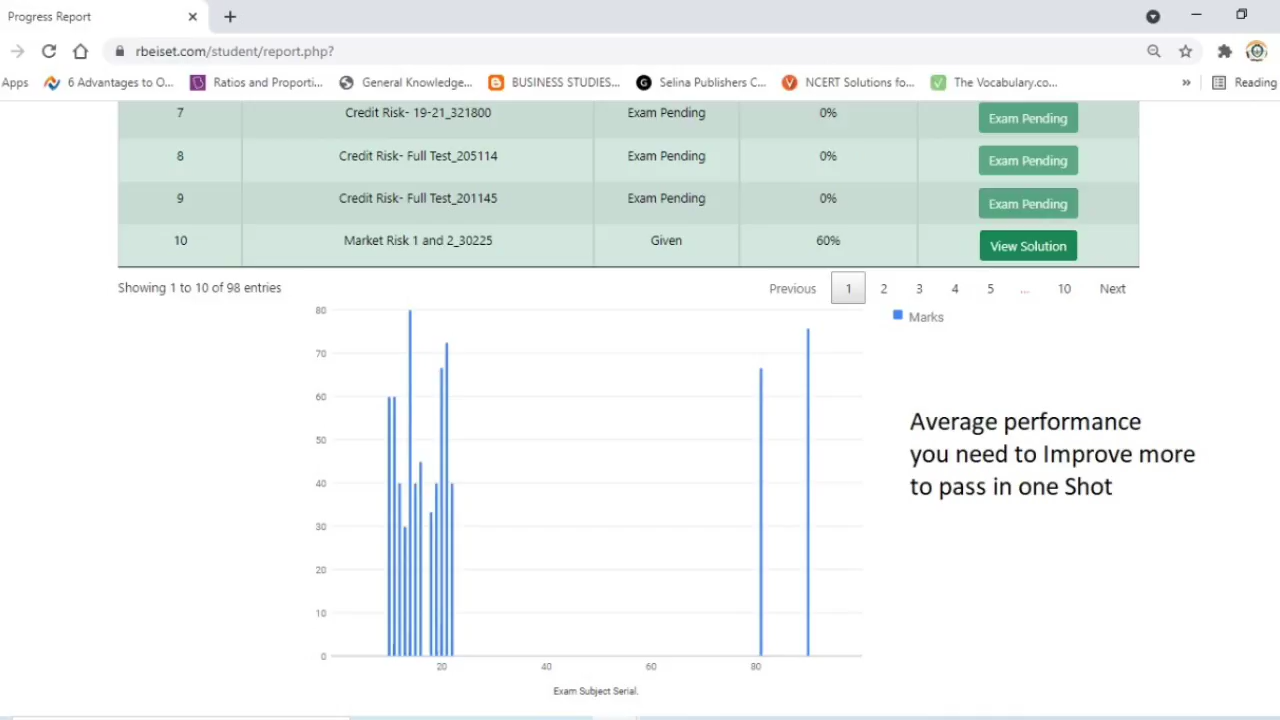 Progress Report
rbeiset.com/student/report.php?
Apps 6 Advantages to O... Ratios and Proporti... General Knowledge... BUSINESS STUDIES... Selina Publishers C... NCERT Solutions fo... The Vocabulary.co... » Reading
7 Credit Risk- 19-21_321800 Exam Pending 0% Exam Pending
8 Credit Risk- Full Test_205114 Exam Pending 0% Exam Pending
9 Credit Risk- Full Test_201145 Exam Pending 0% Exam Pending
10 Market Risk 1 and 2_30225 Given 60% View Solution
Showing 1 to 10 of 98 entries Previous 1 2 3 4 5 ... 10 Next
80
Marks
70
60
50
40
30
20
10
0
Average performance
you need to Improve more
to pass in one Shot
20 40 60 80
Exam Subject Serial.